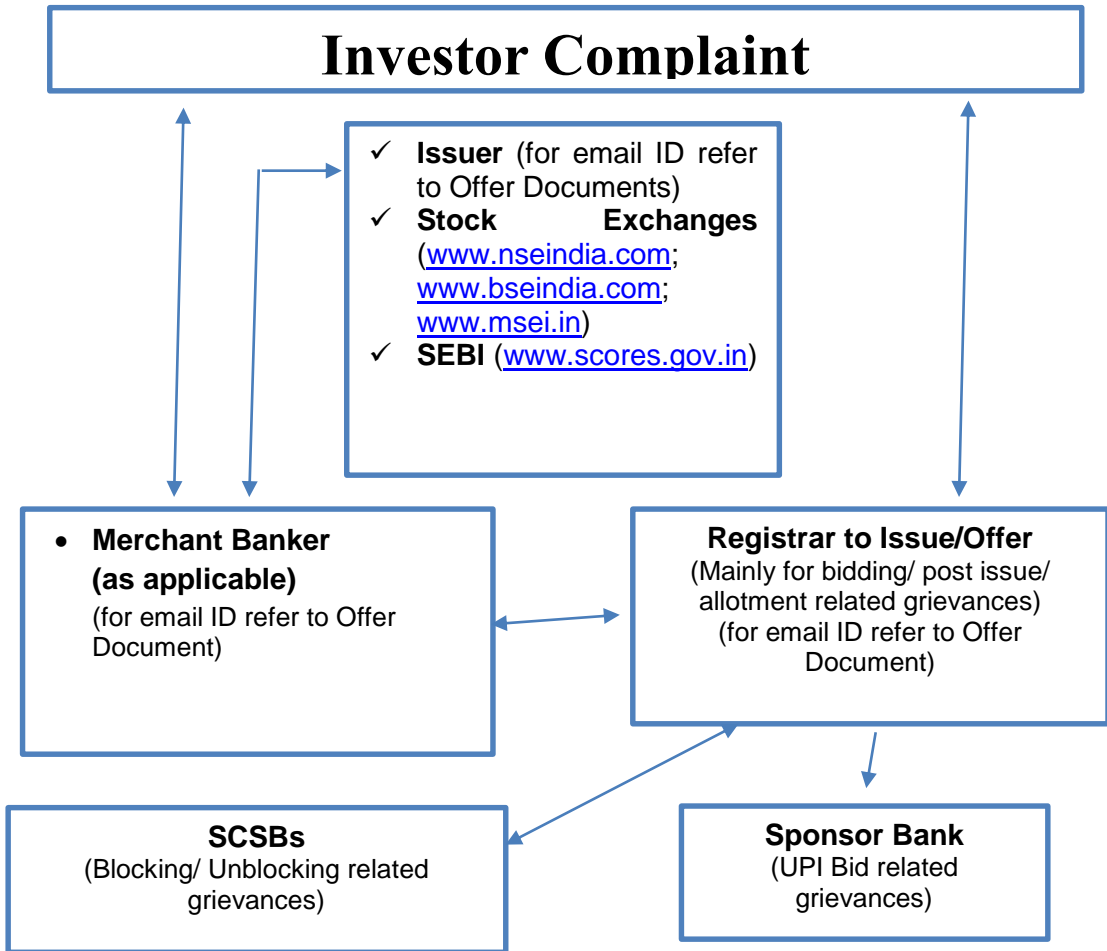 Investor Complaint
✓ Issuer (for email ID refer
to Offer Documents)
✓ Stock Exchanges
(www.nseindia.com;
www.bseindia.com;
www.msei.in)
✓ SEBI (www.scores.gov.in)
• Merchant Banker
(as applicable)
(for email ID refer to Offer
Document)
Registrar to Issue/Offer
(Mainly for bidding/ post issue/
allotment related grievances)
(for email ID refer to Offer
Document)
SCSBs
(Blocking/ Unblocking related
grievances)
Sponsor Bank
(UPI Bid related
grievances)